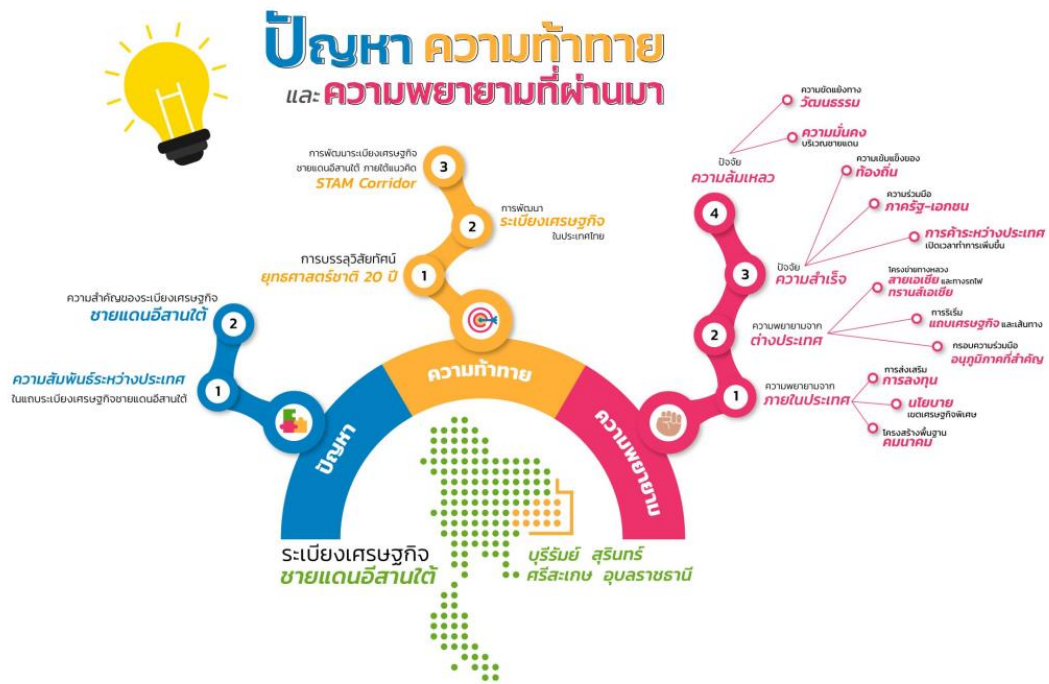 ปัญหา ความท้าทาย
และ ความพยายามที่ผ่านมา
ความสำคัญของระเบียงเศรษฐกิจ
ชายแดนอีสานใต้
2
ความสัมพันธ์ระหว่างประเทศ
ในแถบระเบียงเศรษฐกิจชายแดนอีสานใต้
1
ปัญหา
การพัฒนาระเบียงเศรษฐกิจ
ชายแดนอีสานใต้ ภายใต้แนวคิด
STAM Corridor
3
การพัฒนา
ระเบียงเศรษฐกิจ
ในประเทศไทย
2
การบรรลุวิสัยทัศน์
ยุทธศาสตร์ชาติ 20 ปี
1
ความท้าทาย
ความขัดแย้งทาง
วัฒนธรรม
ความมั่นคง
บริเวณชายแดน
ปัจจัย
ความล้มเหลว
4
ความเข้มแข็งของ
ท้องถิ่น
ความร่วมมือ
ภาครัฐ-เอกชน
การค้าระหว่างประเทศ
เปิดเวลาทำการเพิ่มขึ้น
ปัจจัย
ความสำเร็จ
3
โครงข่ายทางหลวง
สายเอเชีย และทางรถไฟ
ทรานส์เอเชีย
การริเริ่ม
แถบเศรษฐกิจ และเส้นทาง
กรอบความร่วมมือ
อนุภูมิภาคที่สำคัญ
ความพยายามจาก
ต่างประเทศ
2
การส่งเสริม
การลงทุน
นโยบาย
เขตเศรษฐกิจพิเศษ
โครงสร้างพื้นฐาน
คมนาคม
ความพยายามจาก
ภายในประเทศ
1
ความพยายาม
ระเบียงเศรษฐกิจ
ชายแดนอีสานใต้
บุรีรัมย์ สุรินทร์
ศรีสะเกษ อุบลราชธานี